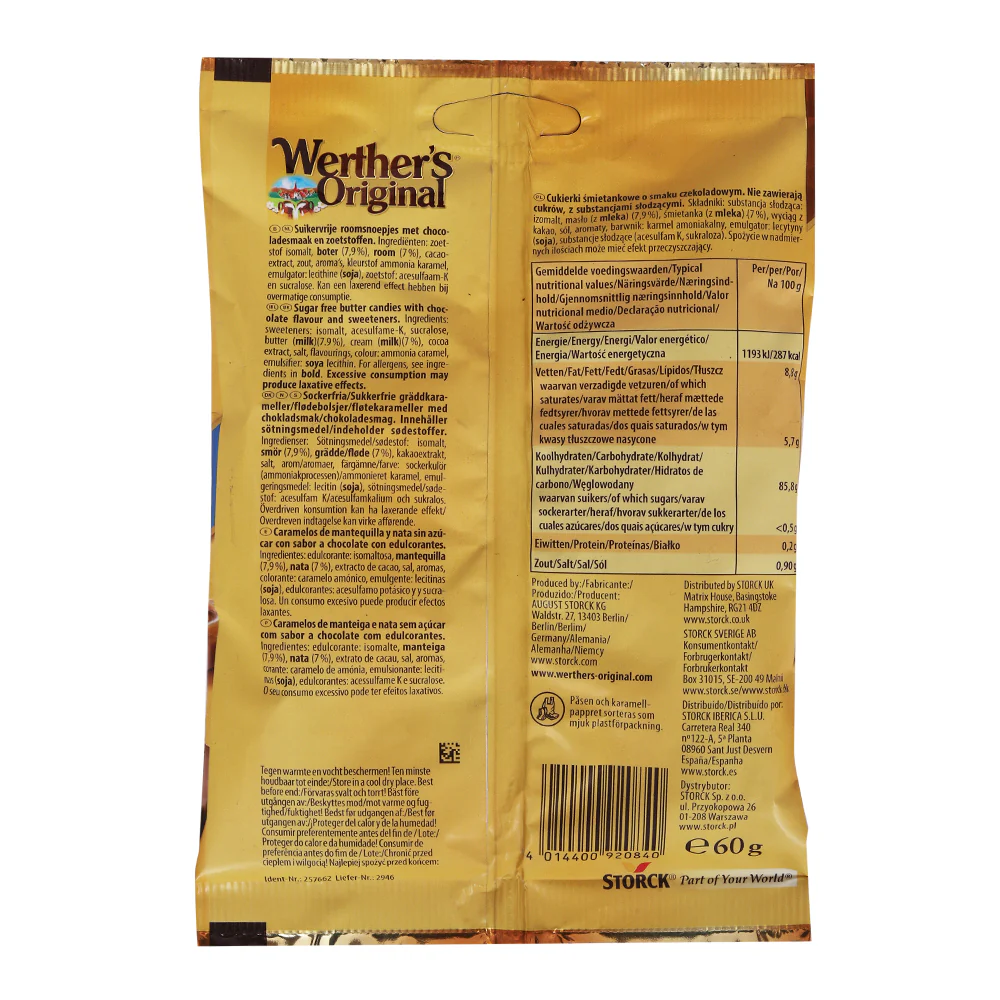 Werther's
Original
B NL Suikervrije roomsnoepjes met choco-
ladesmaak en zoetstoffen. Ingrediënten: zoet-
stof isomalt, boter (7,9%), room (7%), cacao-
extract, zout, aroma's, kleurstof ammonia karamel,
emulgator: lecithine (soja), zoetstof: acesulfaam-K
en sucralose. Kan een laxerend effect hebben bij
overmatige consumptie.
Sugar free butter candies with choc-
olate flavour and sweeteners. Ingredients:
sweeteners: isomalt, acesulfame-K, sucralose,
butter (milk)(7.9%), cream (milk)(7%), cocoa
extract, salt, flavourings, colour: ammonia caramel,
emulsifier: soya lecithin. For allergens, see ingre-
dients in bold. Excessive consumption may
produce laxative effects.
DK N S Sockerfria/Sukkerfrie gräddkara-
meller/flødebolsjer/fløtekarameller med
chokladsmak/chokoladesmag. Innehåller
sötningsmedel/indeholder sødestoffer.
Ingredienser: Sötningsmedel/sødestof: isomalt,
smör (7,9%), grädde/fløde (7%), kakaoextrakt,
salt, arom/aromaer, färgämne/farve: sockerkulör
(ammoniakprocessen)/ammonieret karamel, emul-
geringsmedel: lecitin (soja), sötningsmedel/søde-
stof: acesulfam K/acesulfamkalium och sukralos.
Överdriven konsumtion kan ha laxerande effekt/
Overdreven indtagelse kan virke afførende.
E Caramelos de mantequilla y nata sin azú-
car con sabor a chocolate con edulcorantes.
Ingredientes: edulcorante: isomaltosa, mantequilla
(7,9%), nata (7%), extracto de cacao, sal, aromas,
colorante: caramelo amónico, emulgente: lecitinas
(soja), edulcorantes: acesulfamo potásico y y sucra-
losa. Un consumo excesivo puede producir efectos
laxantes.
P Caramelos de manteiga e nata sem açúcar
com sabor a chocolate com edulcorantes.
Ingredientes: edulcorante: isomalte, manteiga
(7,9%), nata (7%), extrato de cacau, sal, aromas,
corante: caramelo de amónia, emulsionante: leciti-
nas (soja), edulcorantes: acessulfame K e sucralose.
O seu consumo excessivo pode ter efeitos laxativos.
Tegen warmte en vocht beschermen! Ten minste
houdbaar tot einde:/Store in a cool dry place. Best
before end:/Förvaras svalt och torrt! Bäst före
utgången av:/Beskyttes mod/mot varme og fug-
tighed/fuktighet! Bedst før udgangen af:/Best før
utgangen av:/¡Proteger del calor y de la humedad!
Consumir preferentemente antes del fin de / Lote:/
Proteger do calor e da humidade! Consumir de
preferência antes do fim de / Lote:/Chronić przed
ciepłem i wilgocią! Najlepiej spożyć przed końcem:
Ident-Nr.: 257662 Liefer-Nr.: 2946
PL Cukierki śmietankowe o smaku czekoladowym. Nie zawierają
cukrów, z substancjami słodzącymi. Składniki: substancja słodząca:
izomalt, masło (z mleka) (7,9%), śmietanka (z mleka) (7%), wyciąg z
kakao, sól, aromaty, barwnik: karmel amoniakalny, emulgator: lecytyny
(soja), substancje słodzące (acesulfam K, sukraloza). Spożycie w nadmier-
nych ilościach może mieć efekt przeczyszczający.
Gemiddelde voedingswaarden/Typical
nutritional values/Näringsvärde/Næringsind-
hold/Gjennomsnittlig næringsinnhold/Valor
nutricional medio/Declaração nutricional/
Wartość odżywcza
Per/per/Por/
Na 100 g
Energie/Energy/Energi/Valor energético/
Energia/Wartość energetyczna 1193 kJ/287 kcal
Vetten/Fat/Fett/Fedt/Grasas/Lípidos/Tłuszcz 8,8g
waarvan verzadigde vetzuren/of which
saturates/varav mättat fett/heraf mættede
fedtsyrer/hvorav mettede fettsyrer/de las
cuales saturadas/dos quais saturados/w tym
kwasy tłuszczowe nasycone 5,7g
Koolhydraten/Carbohydrate/Kolhydrat/
Kulhydrater/Karbohydrater/Hidratos de
carbono/Węglowodany 85,8g
waarvan suikers/of which sugars/varav
sockerarter/heraf/hvorav sukkerarter/de los
cuales azúcares/dos quais açúcares/w tym cukry <0,5g
Eiwitten/Protein/Proteínas/Białko 0,2g
Zout/Salt/Sal/Sól 0,90g
Produced by:/Fabricante:/
Produzido:/Producent:
AUGUST STORCK KG
Waldstr. 27, 13403 Berlin/
Berlin/Berlim/
Germany/Alemania/
Alemanha/Niemcy
www.storck.com
www.werthers-original.com
Påsen och karamell-
pappret sorteras som
mjuk plastförpackning.
Distributed by STORCK UK
Matrix House, Basingstoke
Hampshire, RG21 4DZ
www.storck.co.uk
STORCK SVERIGE AB
Konsumentkontakt/
Forbrugerkontakt/
Forbrukerkontakt
Box 31015, SE-200 49 Malmö
www.storck.se/www.storck.dk
Distribuido/Distribuído por:
STORCK IBERICA S.L.U.
Carretera Real 340
nº122-A, 5ª Planta
08960 Sant Just Desvern
España/Espanha
www.storck.es
Dystrybutor:
STORCK Sp. z o.o.
ul. Przyokopowa 26
01-208 Warszawa
www.storck.pl
4 014400 920840
e 60g
STORCK Part of Your World